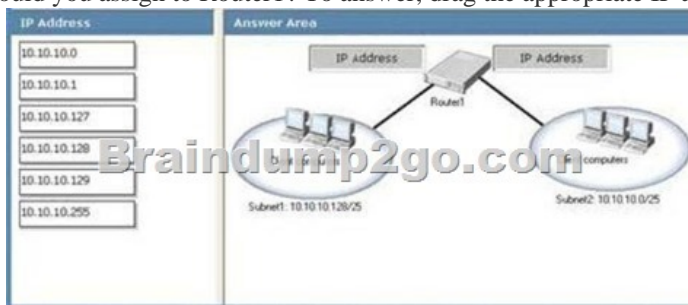 ould you assign to Router1? To answer, drag the appropriate IP
IP Address
Answer Area
10.10.10.0
10.10.10.1
10.10.10.127
10.10.10.128
10.10.10.129
10.10.10.255
IP Address
IP Address
Router1
computers
Subnet1: 10.10.10.128/25
Subnet2: 10.10.10.0/25
Braindump2go.com